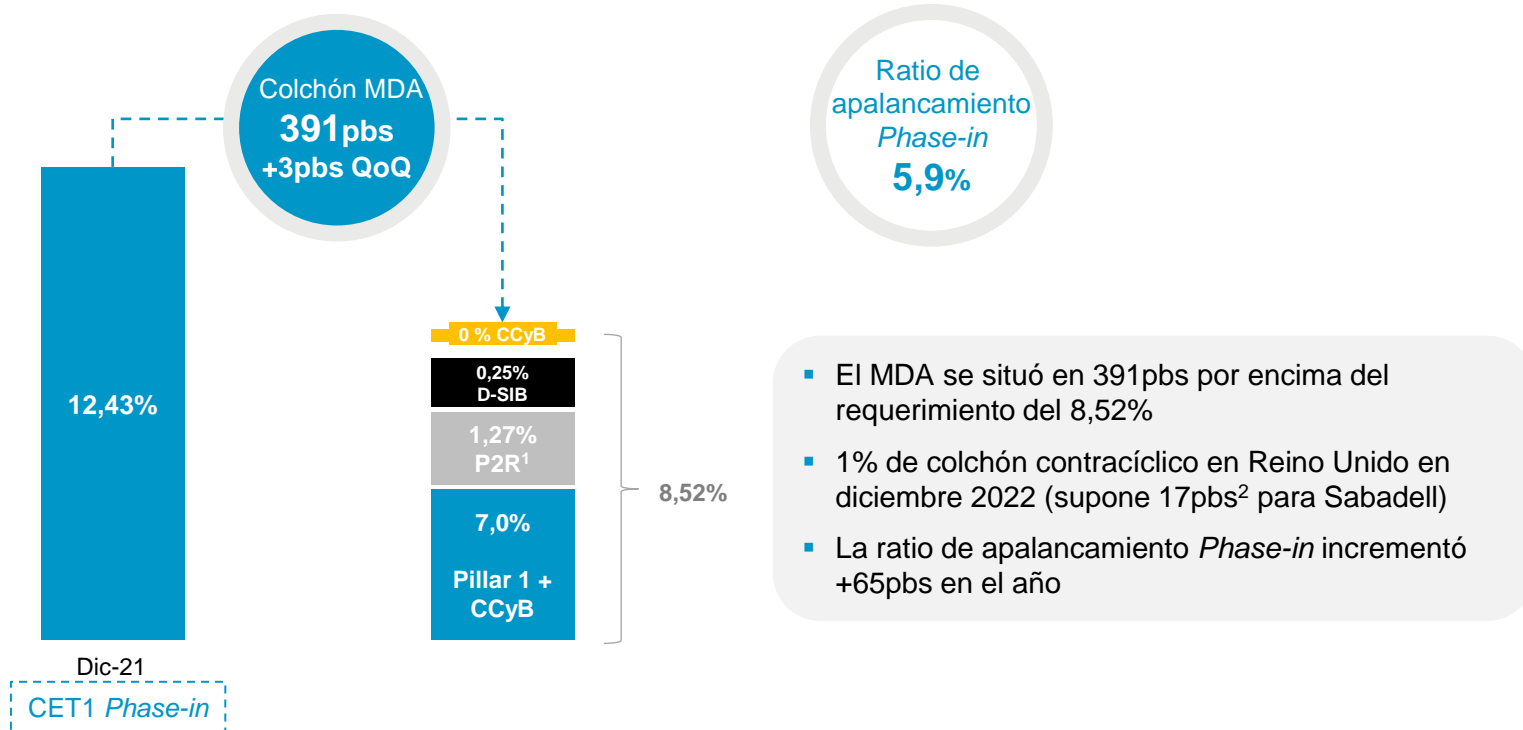 Colchón MDA
391pbs
+3pbs QoQ
Ratio de
apalancamiento
Phase-in
5,9%
12,43%
0 % CCyB
0,25%
D-SIB
1,27%
P2R¹
7,0%
Pillar 1 +
CCyB
8,52%
Dic-21
CET1 Phase-in
▪ El MDA se situó en 391pbs por encima del
requerimiento del 8,52%
▪ 1% de colchón contracíclico en Reino Unido en
diciembre 2022 (supone 17pbs² para Sabadell)
▪ La ratio de apalancamiento Phase-in incrementó
+65pbs en el año